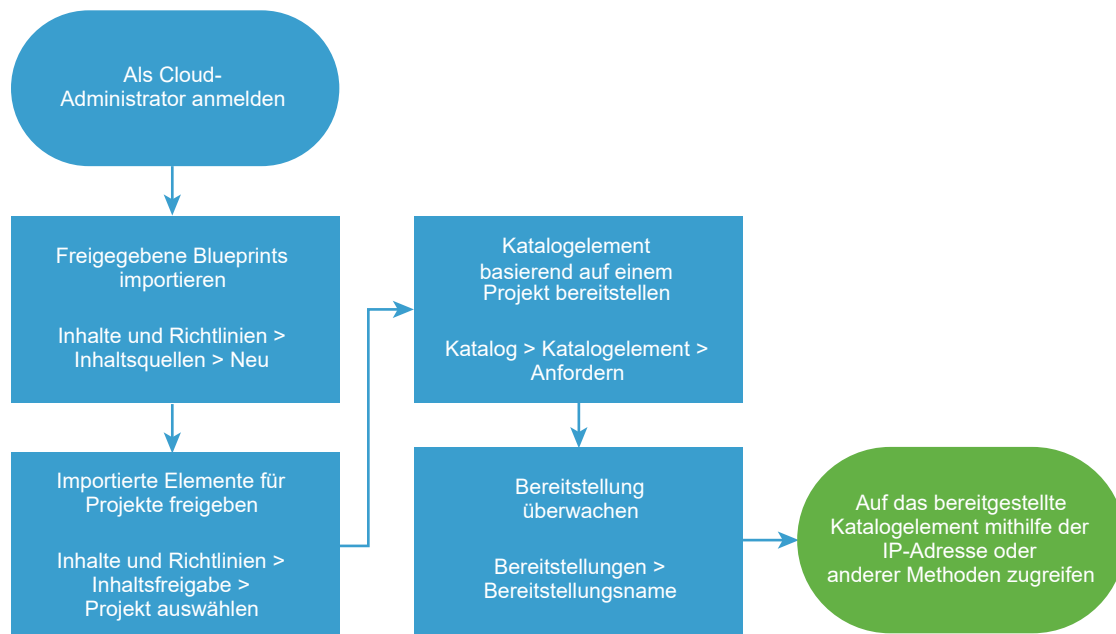 Als Cloud-
Administrator anmelden
Freigegebene Blueprints
importieren
Inhalte und Richtlinien >
Inhaltsquellen > Neu
Importierte Elemente für
Projekte freigeben
Inhalte und Richtlinien >
Inhaltsfreigabe >
Projekt auswählen
Katalogelement
basierend auf einem
Projekt bereitstellen
Katalog > Katalogelement >
Anfordern
Bereitstellung
überwachen
Bereitstellungen >
Bereitstellungsname
Auf das bereitgestellte
Katalogelement mithilfe der
IP-Adresse oder
anderer Methoden zugreifen